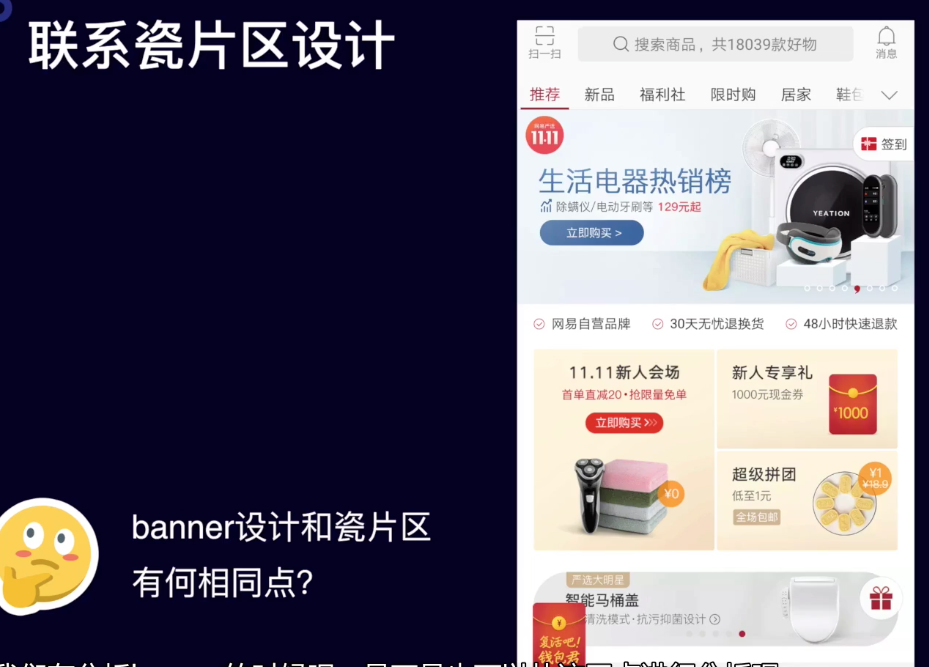 联系瓷片区设计
扫一扫
搜索商品，共18039款好物
消息
推荐 新品 福利社 限时购 居家 鞋包
11.11
签到
生活电器热销榜
除螨仪/电动牙刷等 129元起
立即购买 >
YEATION
网易自营品牌 30天无忧退换货 48小时快速退款
11.11新人会场
首单直减20·抢限量免单
立即购买
¥0
新人专享礼
1000元现金券
¥1000
超级拼团
低至1元
全场包邮
¥1
¥18.9
严选大明星
智能马桶盖
清洗模式·抗污抑菌设计
¥
复活吧!
钱包君
banner设计和瓷片区
有何相同点?